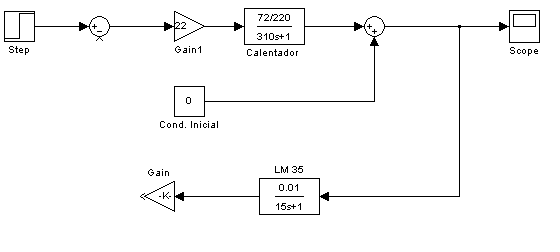 Step
22
Gain1
72/220
310s+1
Calentador
Scope
0
Cond. Inicial
Gain
-K-
LM 35
0.01
15s+1